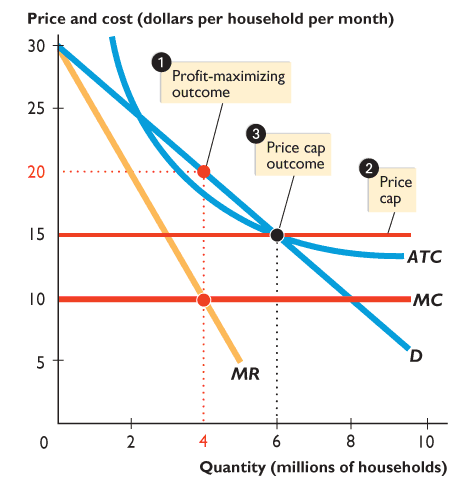 Price and cost (dollars per household per month)
30
1
Profit-maximizing
outcome
25
3
Price cap
outcome
2
Price
cap
20
15
ATC
10
MC
D
5
MR
0
2
4
6
8
10
Quantity (millions of households)